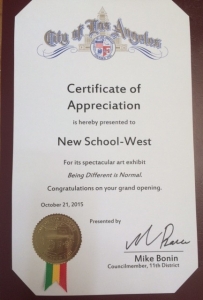 City of Los Angeles
Certificate of
Appreciation
is hereby presented to
New School-West
For its spectacular art exhibit
Being Different is Normal.
Congratulations on your grand opening.
October 21, 2015
Presented by
Mike Bonin
Councilmember, 11th District